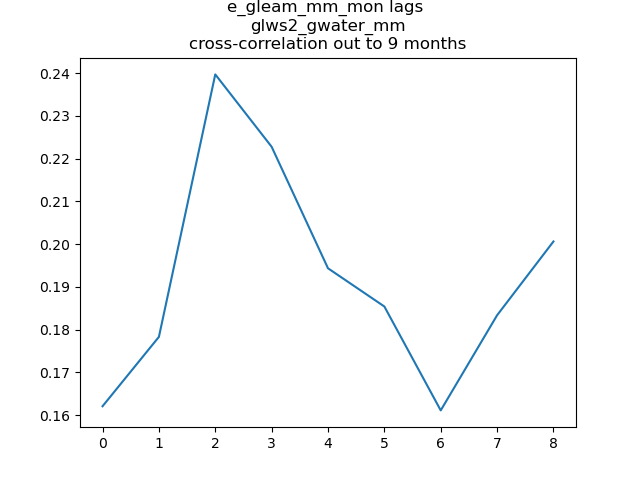 e_gleam_mm_mon lags
glws2_gwater_mm
cross-correlation out to 9 months
0.24
0.23
0.22
0.21
0.20
0.19
0.18
0.17
0.16
0 1 2 3 4 5 6 7 8